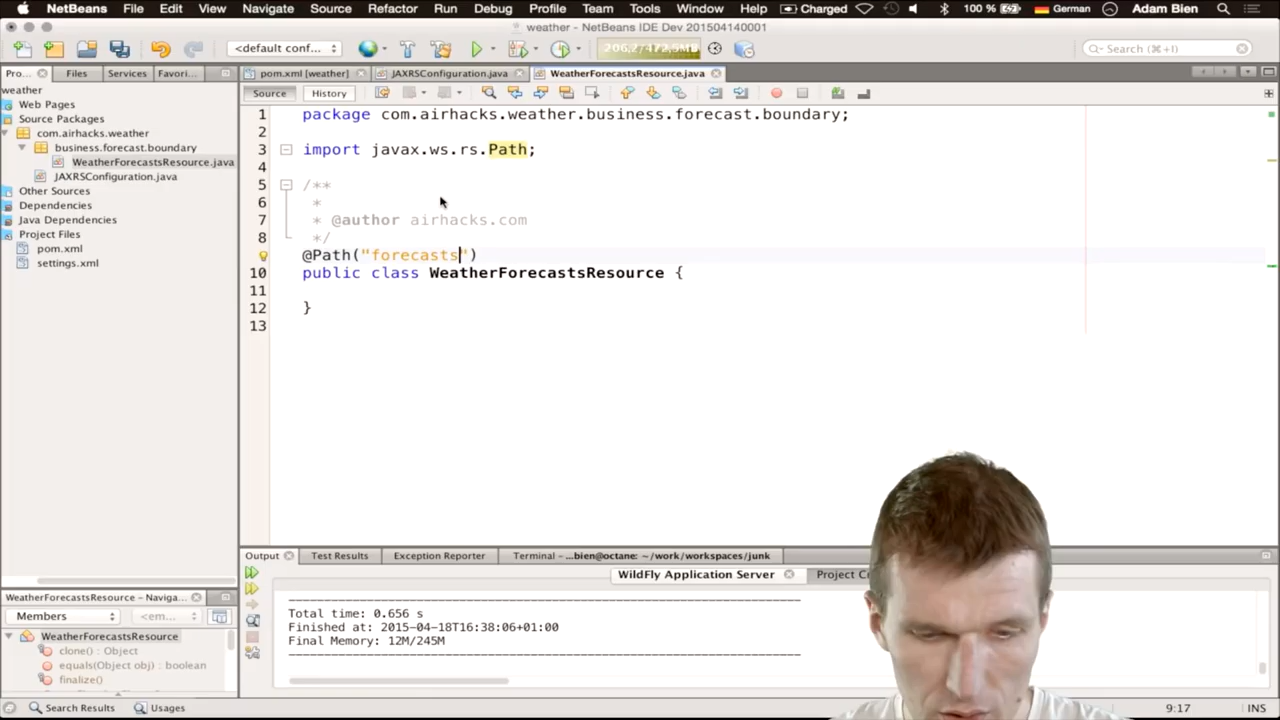 NetBeans File Edit View Navigate Source Refactor Run Debug Profile Team Tools Window Help Charged 100 % German Adam Bien
weather - NetBeans IDE Dev 201504140001
<default conf... 206,2/472,5MB Search (⌘+I)
Pro... Files Services Favori... pom.xml [weather] JAXRSConfiguration.java WeatherForecastsResource.java
weather
Web Pages
Source Packages
com.airhacks.weather
business.forecast.boundary
WeatherForecastsResource.java
JAXRSConfiguration.java
Other Sources
Dependencies
Java Dependencies
Project Files
pom.xml
settings.xml
Source History
1 package com.airhacks.weather.business.forecast.boundary;
2
3 import javax.ws.rs.Path;
4
5 /**
6 *
7 * @author airhacks.com
8 */
@Path("forecasts")
10 public class WeatherForecastsResource {
11
12 }
13
Output Test Results Exception Reporter Terminal - ...bien@octane: ~/work/workspaces/junk
WildFly Application Server Project C
Total time: 0.656 s
Finished at: 2015-04-18T16:38:06+01:00
Final Memory: 12M/245M
WeatherForecastsResource - Naviga...
Members <em...
WeatherForecastsResource
clone() : Object
equals(Object obj) : boolean
finalize()
Search Results Usages 9:17 INS